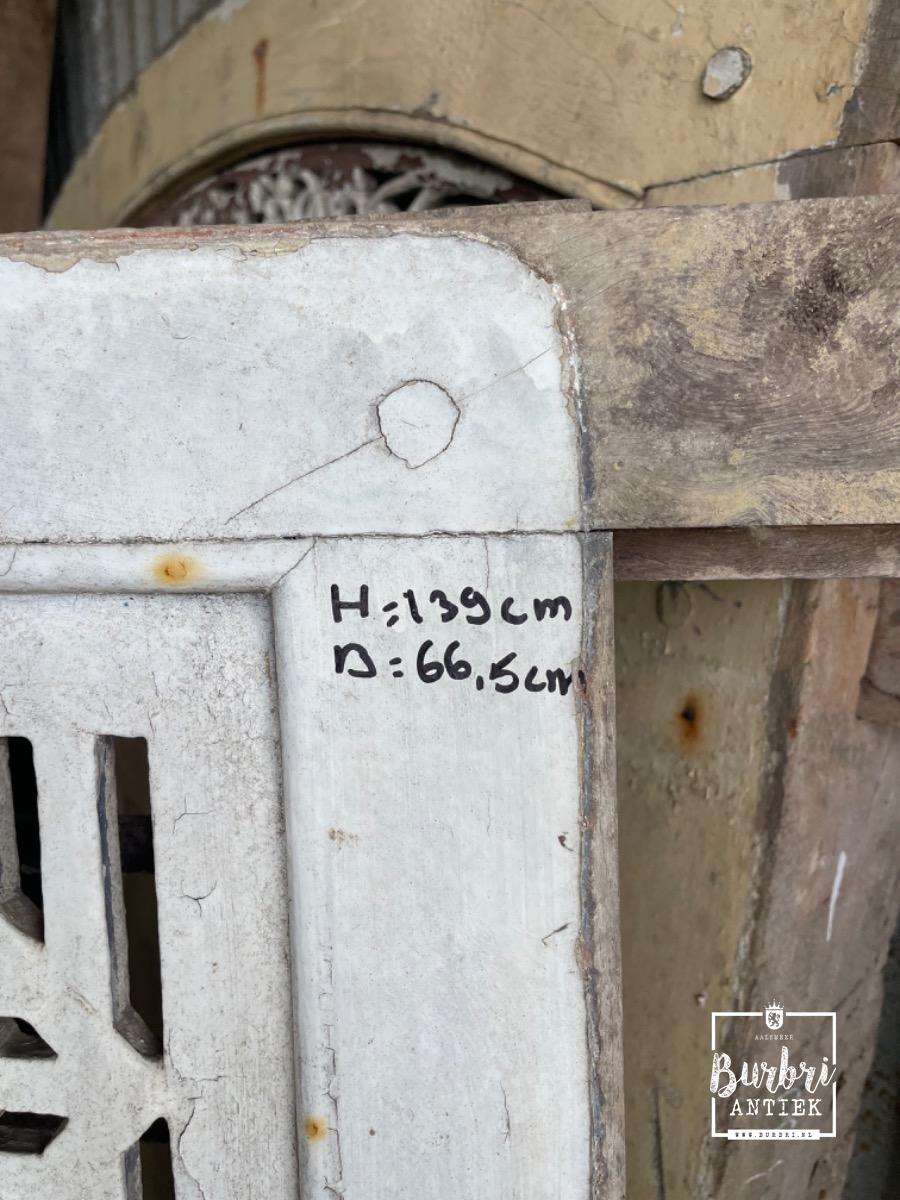 H:139cm
B:66,5cm
AALSMEER
Burbri
ANTIEK
WWW.BURBRI.NL